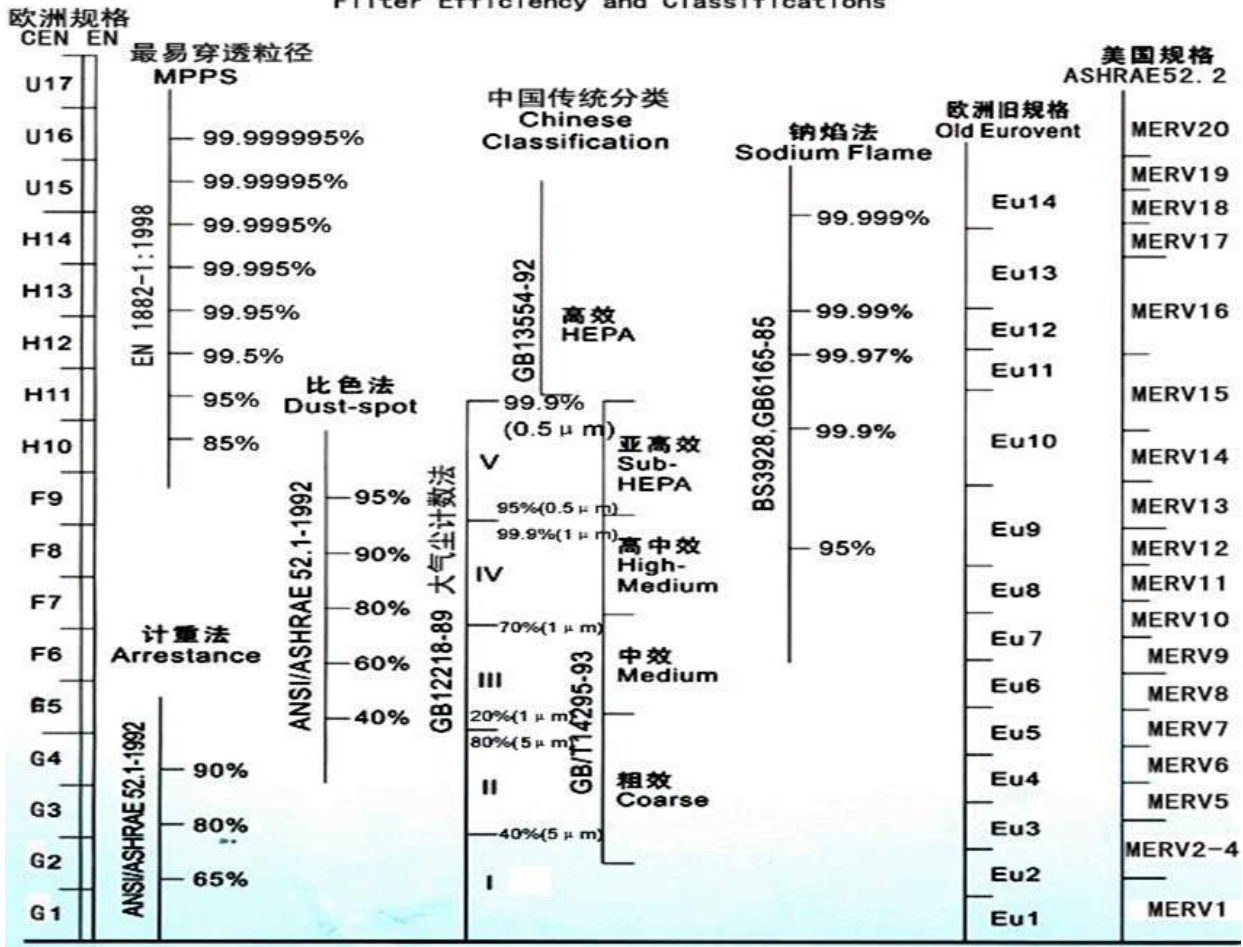 Filter Efficiency and Classifications
欧洲规格
CEN EN
U17
U16
U15
H14
H13
H12
H11
H10
F9
F8
F7
F6
G4
G3
G2
G1
最易穿透粒径
MPPS
EN 1882-1:1998
99.999995%
99.99995%
99.9995%
99.995%
99.95%
99.5%
95%
85%
计重法
Arrestance
ANSI/ASHRAE 52.1-1992
90%
80%
65%
比色法
Dust-spot
ANSI/ASHRAE 52.1-1992
95%
90%
80%
60%
40%
中国传统分类
Chinese
Classification
GB13554-92
高效
HEPA
GB12218-89 大气尘计数法
99.9%
(0.5μm)
V
95%(0.5μm)
99.9%(1μm)
IV
70%(1μm)
III
20%(1μm)
80%(5μm)
II
40%(5μm)
I
GB/T14295-93
亚高效
Sub-
HEPA
高中效
High-
Medium
中效
Medium
粗效
Coarse
钠焰法
Sodium Flame
BS3928,GB6165-85
99.999%
99.99%
99.97%
99.9%
95%
欧洲旧规格
Old Eurovent
Eu14
Eu13
Eu12
Eu11
Eu10
Eu9
Eu8
Eu7
Eu6
Eu5
Eu4
Eu3
Eu2
Eu1
美国规格
ASHRAE52.2
MERV20
MERV19
MERV18
MERV17
MERV16
MERV15
MERV14
MERV13
MERV12
MERV11
MERV10
MERV9
MERV8
MERV7
MERV6
MERV5
MERV2-4
MERV1